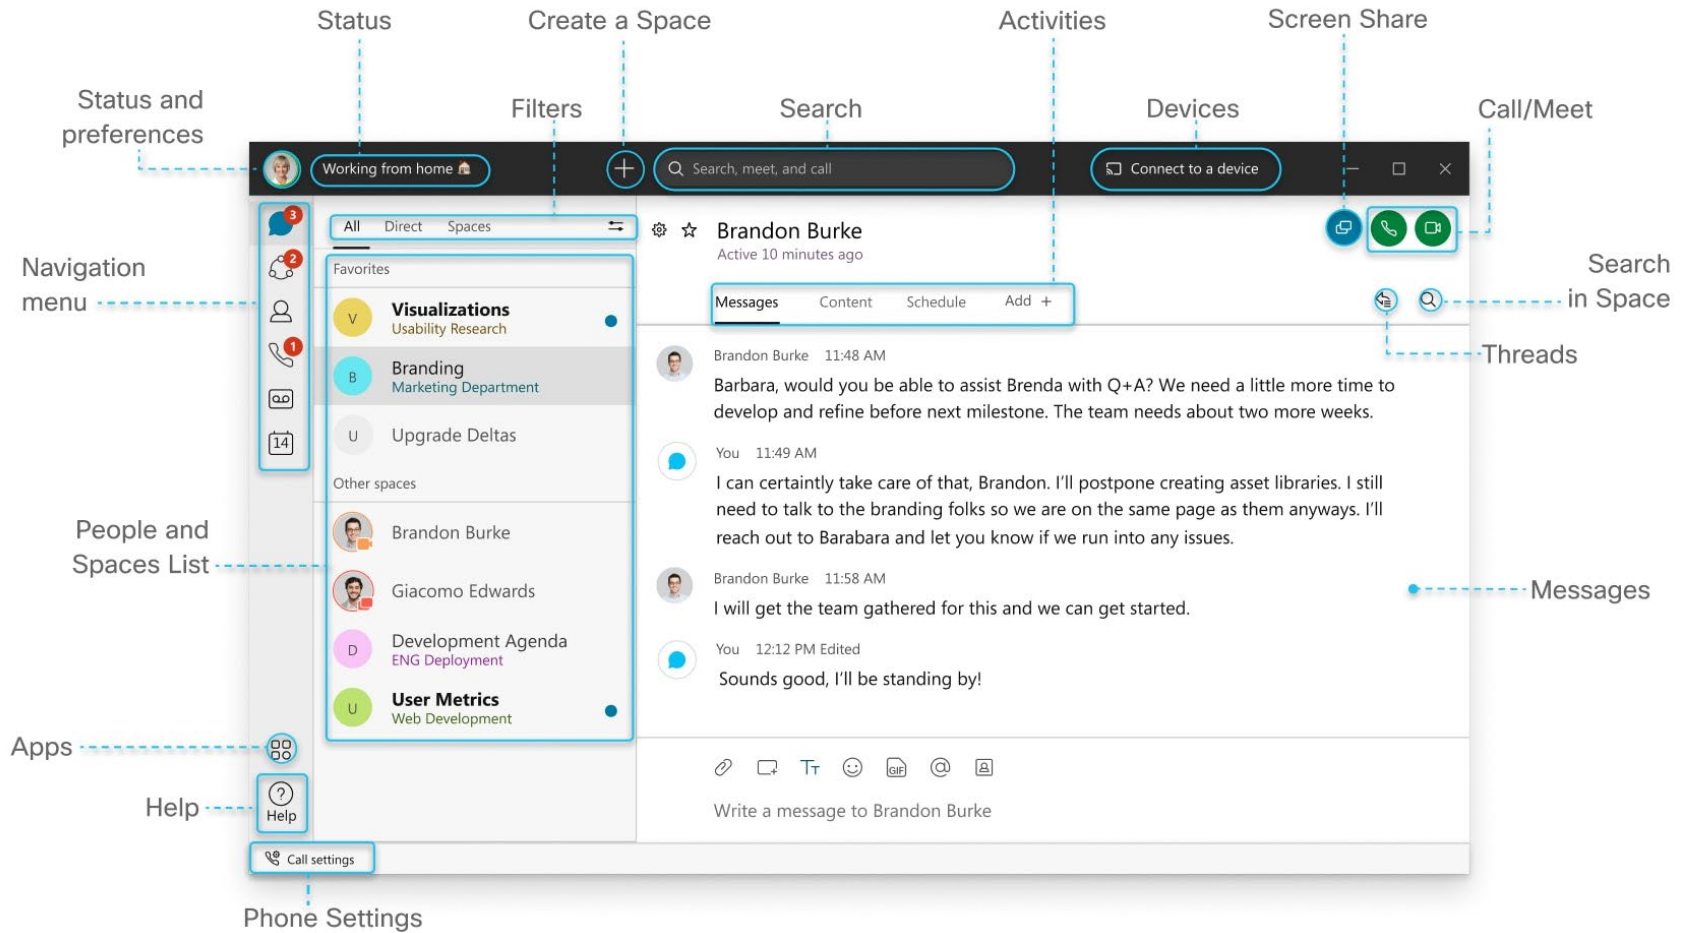 Status
Create a Space
Activities
Screen Share
Status and
preferences
Filters
Search
Devices
Call/Meet
Working from home
Search, meet, and call
Connect to a device
3
2
1
14
Navigation
menu
All Direct Spaces
Favorites
V
Visualizations
Usability Research
B
Branding
Marketing Department
U
Upgrade Deltas
Other spaces
Brandon Burke
Giacomo Edwards
D
Development Agenda
ENG Deployment
U
User Metrics
Web Development
People and
Spaces List
Apps
Help
Help
Call settings
Phone Settings
Brandon Burke
Active 10 minutes ago
Messages Content Schedule Add +
Search
in Space
Threads
Brandon Burke 11:48 AM
Barbara, would you be able to assist Brenda with Q+A? We need a little more time to
develop and refine before next milestone. The team needs about two more weeks.
You 11:49 AM
I can certaintly take care of that, Brandon. I'll postpone creating asset libraries. I still
need to talk to the branding folks so we are on the same page as them anyways. I'll
reach out to Barabara and let you know if we run into any issues.
Brandon Burke 11:58 AM
I will get the team gathered for this and we can get started.
Messages
You 12:12 PM Edited
Sounds good, I'll be standing by!
TT
GIF
@
Write a message to Brandon Burke